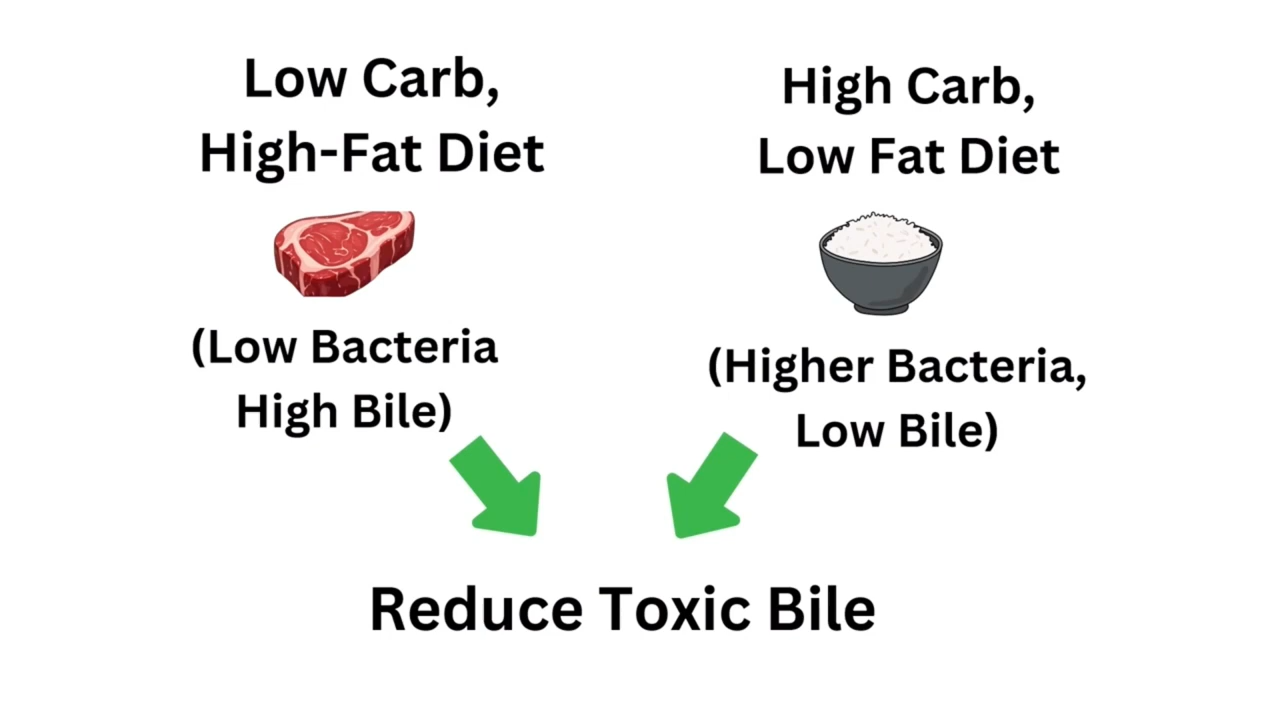 Low Carb,
High-Fat Diet
(Low Bacteria
High Bile)
High Carb,
Low Fat Diet
(Higher Bacteria,
Low Bile)
Reduce Toxic Bile